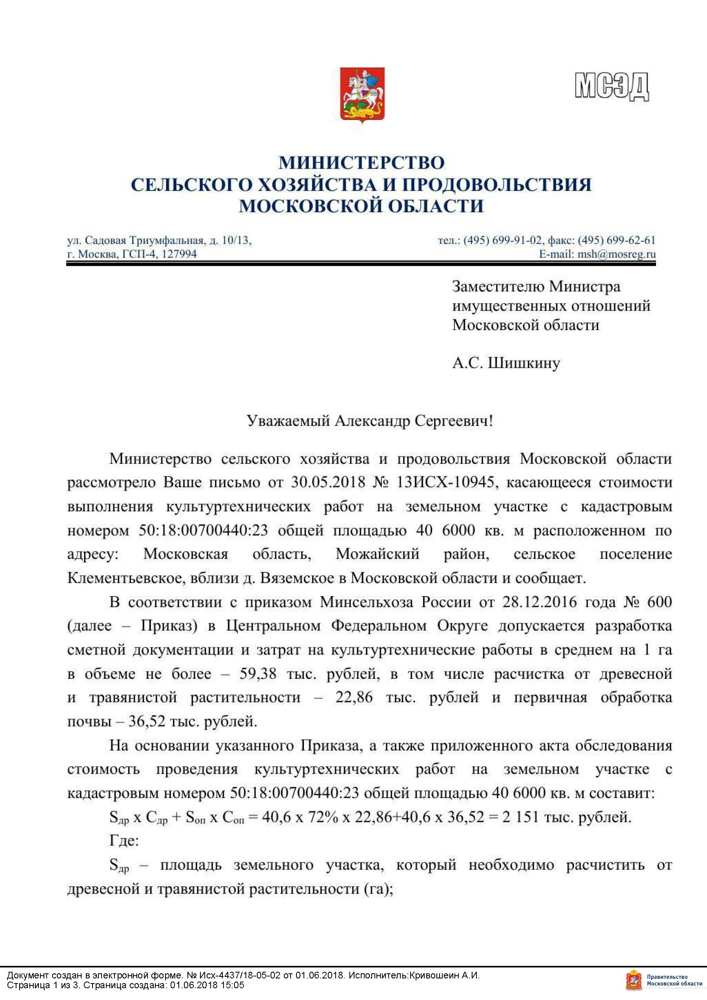 МСЭД
МИНИСТЕРСТВО
СЕЛЬСКОГО ХОЗЯЙСТВА И ПРОДОВОЛЬСТВИЯ
МОСКОВСКОЙ ОБЛАСТИ
ул. Садовая Триумфальная, д. 10/13,
г. Москва, ГСП-4, 127994
тел.: (495) 699-91-02, факс: (495) 699-62-61
E-mail: msh@mosreg.ru
Заместителю Министра
имущественных отношений
Московской области
А.С. Шишкину
Уважаемый Александр Сергеевич!
Министерство сельского хозяйства и продовольствия Московской области
рассмотрело Ваше письмо от 30.05.2018 № 13ИСХ-10945, касающееся стоимости
выполнения культуртехнических работ на земельном участке с кадастровым
номером 50:18:00700440:23 общей площадью 40 6000 кв. м расположенном по
адресу: Московская область, Можайский район, сельское поселение
Клементьевское, вблизи д. Вяземское в Московской области и сообщает.
В соответствии с приказом Минсельхоза России от 28.12.2016 года № 600
(далее – Приказ) в Центральном Федеральном Округе допускается разработка
сметной документации и затрат на культуртехнические работы в среднем на 1 га
в объеме не более – 59,38 тыс. рублей, в том числе расчистка от древесной
и травянистой растительности – 22,86 тыс. рублей и первичная обработка
почвы – 36,52 тыс. рублей.
На основании указанного Приказа, а также приложенного акта обследования
стоимость проведения культуртехнических работ на земельном участке с
кадастровым номером 50:18:00700440:23 общей площадью 40 6000 кв. м составит:
Sдр х Сдр + Sоп х Соп = 40,6 х 72% х 22,86+40,6 х 36,52 = 2 151 тыс. рублей.
Где:
Sдр – площадь земельного участка, который необходимо расчистить от
древесной и травянистой растительности (га);
Документ создан в электронной форме. № Исх-4437/18-05-02 от 01.06.2018. Исполнитель:Кривошеин А.И.
Страница 1 из 3. Страница создана: 01.06.2018 15:05
Правительство
Московской области